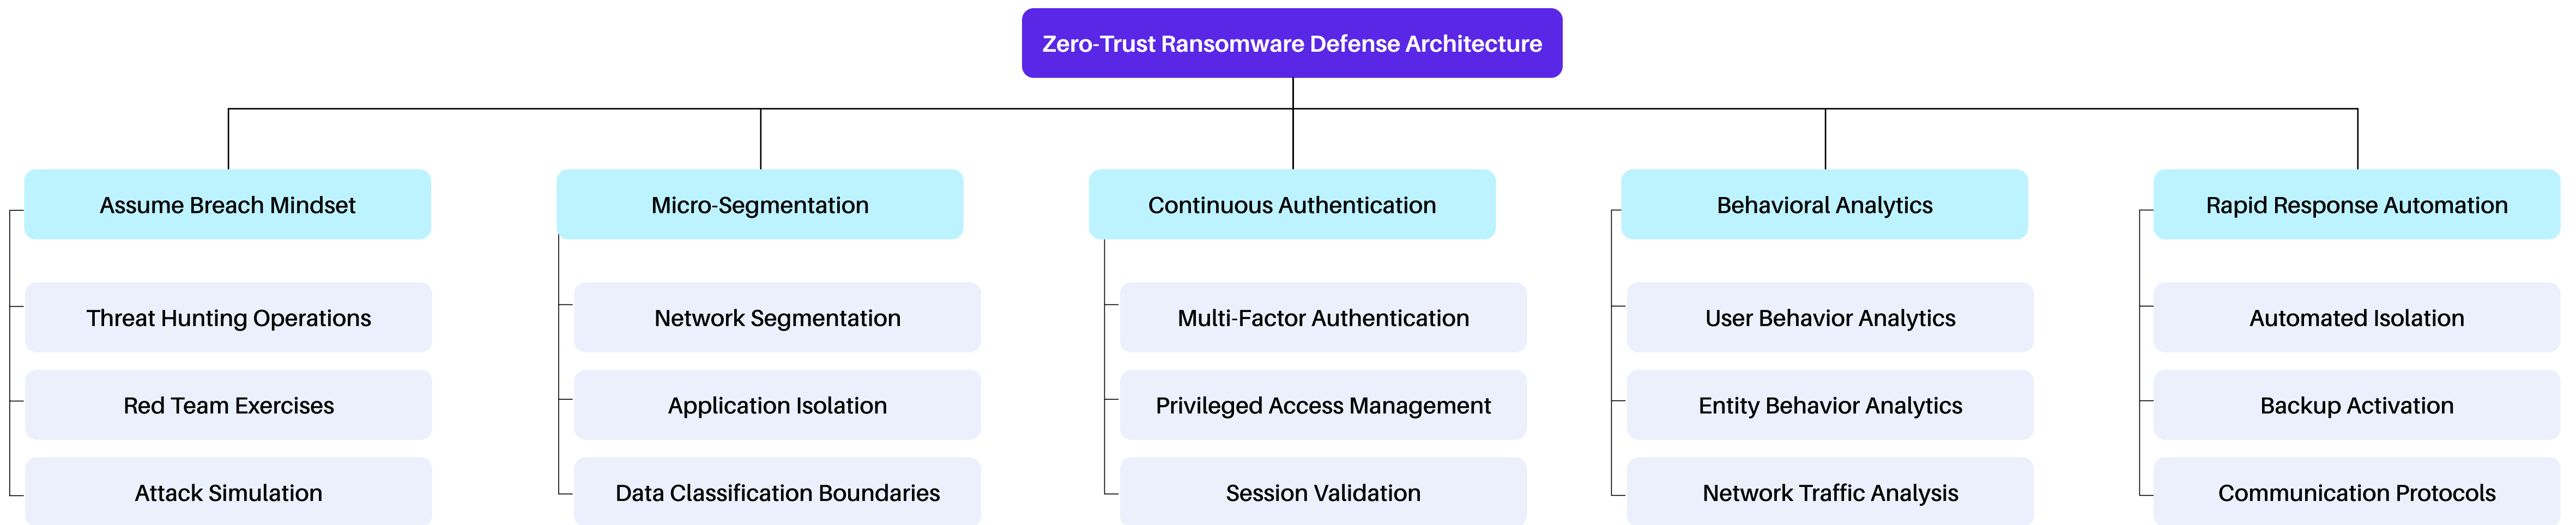 Zero-Trust Ransomware Defense Architecture
Assume Breach Mindset
Threat Hunting Operations
Red Team Exercises
Attack Simulation
Micro-Segmentation
Network Segmentation
Application Isolation
Data Classification Boundaries
Continuous Authentication
Multi-Factor Authentication
Privileged Access Management
Session Validation
Behavioral Analytics
User Behavior Analytics
Entity Behavior Analytics
Network Traffic Analysis
Rapid Response Automation
Automated Isolation
Backup Activation
Communication Protocols